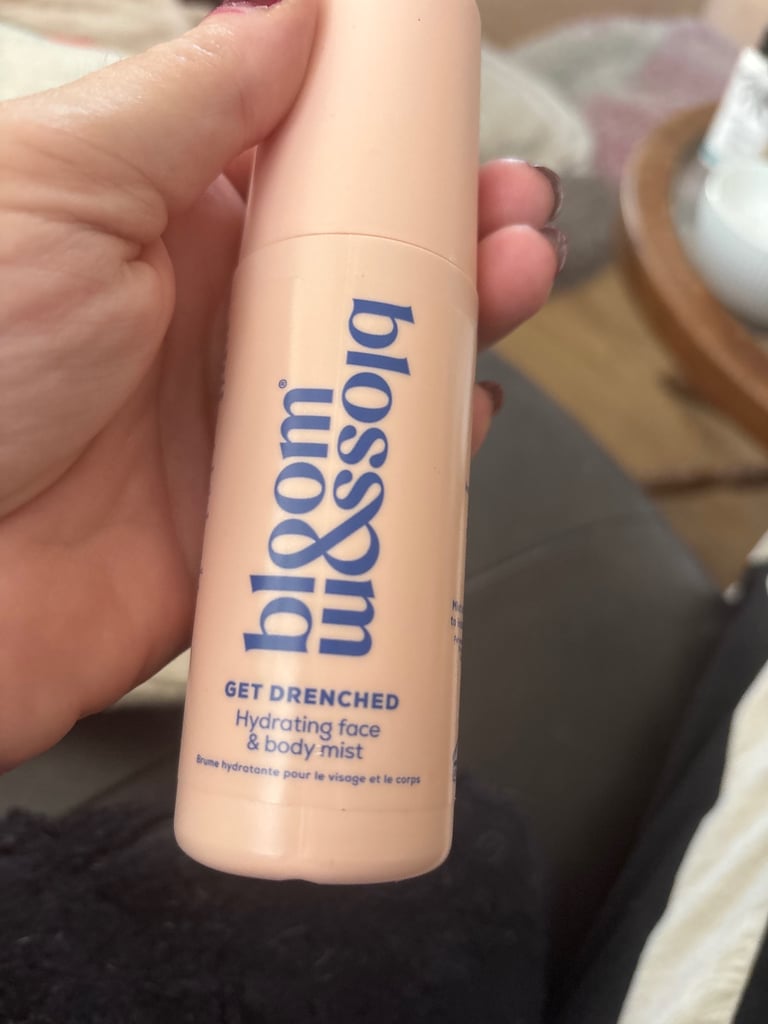 bloom®
&blossom
GET DRENCHED
Hydrating face
& body mist
Brume hydratante pour le visage et le corps